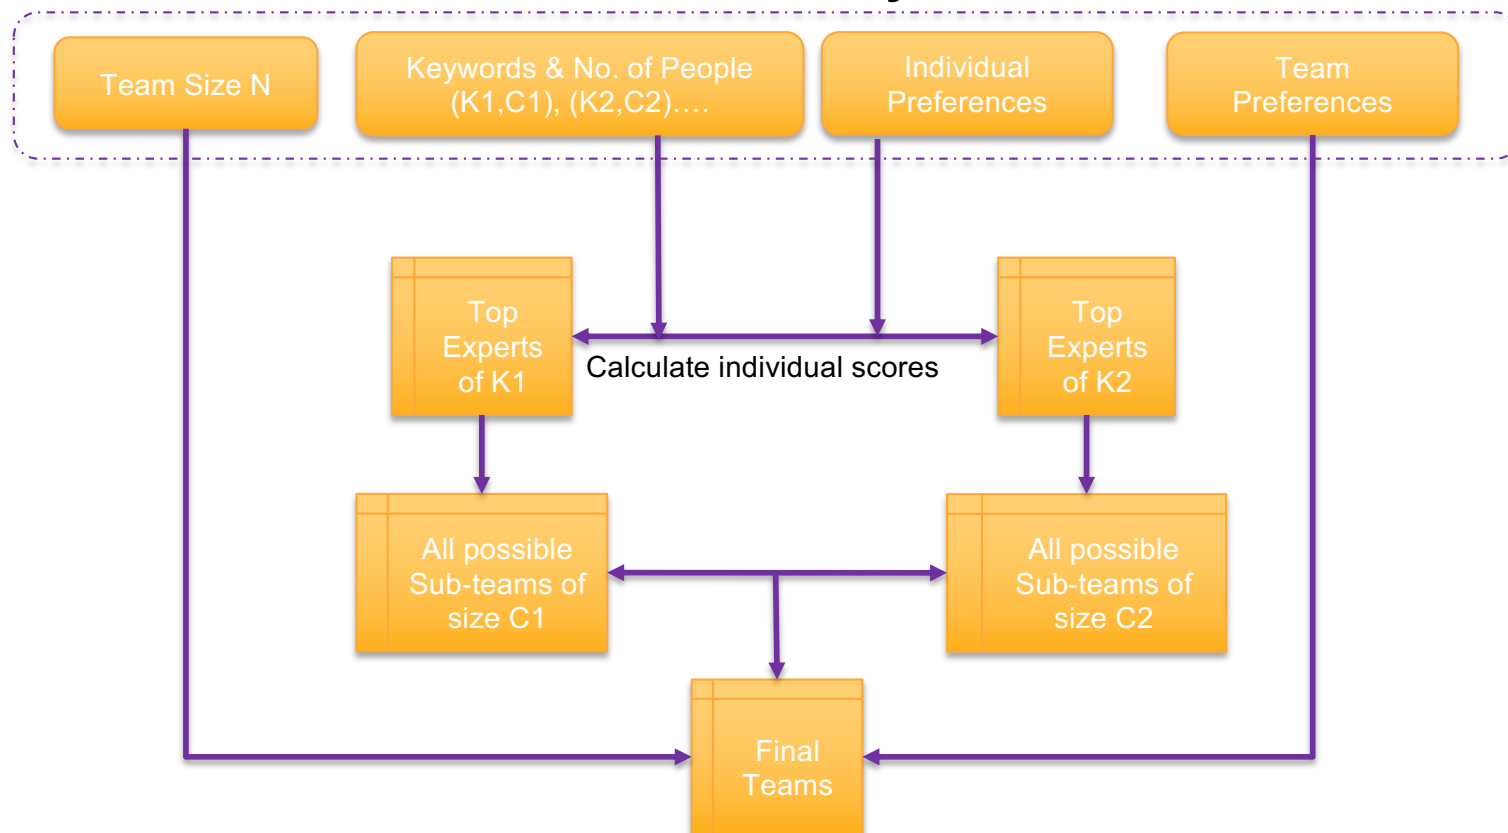 Team Size N
Keywords & No. of People
(K1,C1), (K2,C2)....
Individual
Preferences
Team
Preferences
Top
Experts
of K1
Top
Experts
of K2
Calculate individual scores
All possible
Sub-teams of
size C1
All possible
Sub-teams of
size C2
Final
Teams